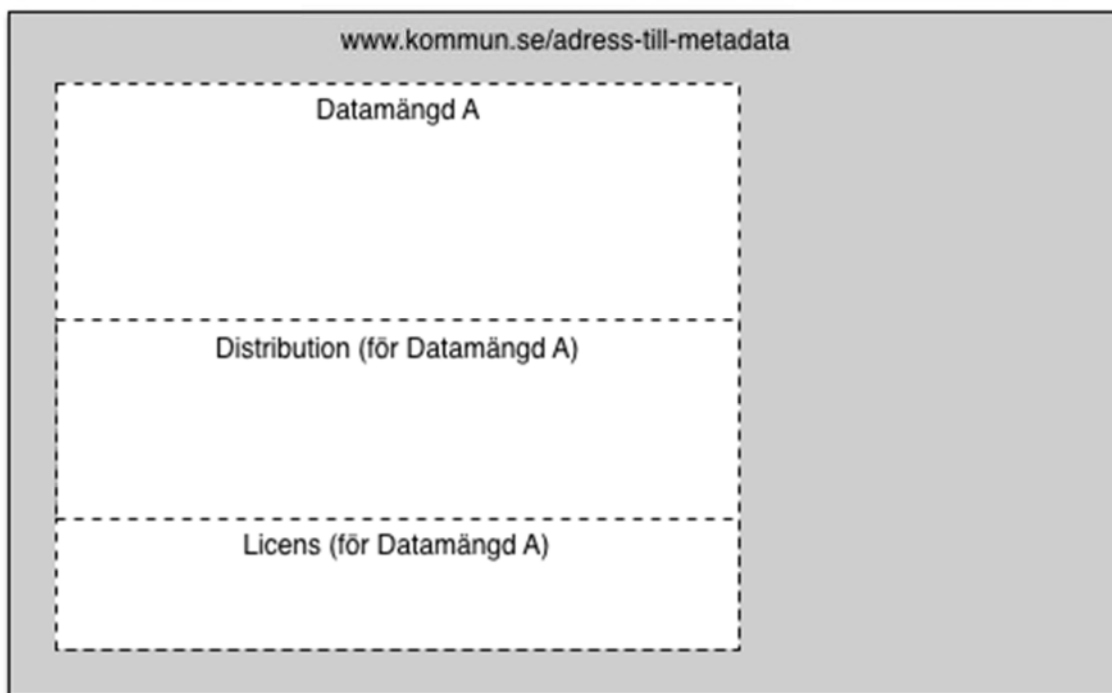 www.kommun.se/adress-till-metadata
Datamängd A
Distribution (för Datamängd A)
Licens (för Datamängd A)